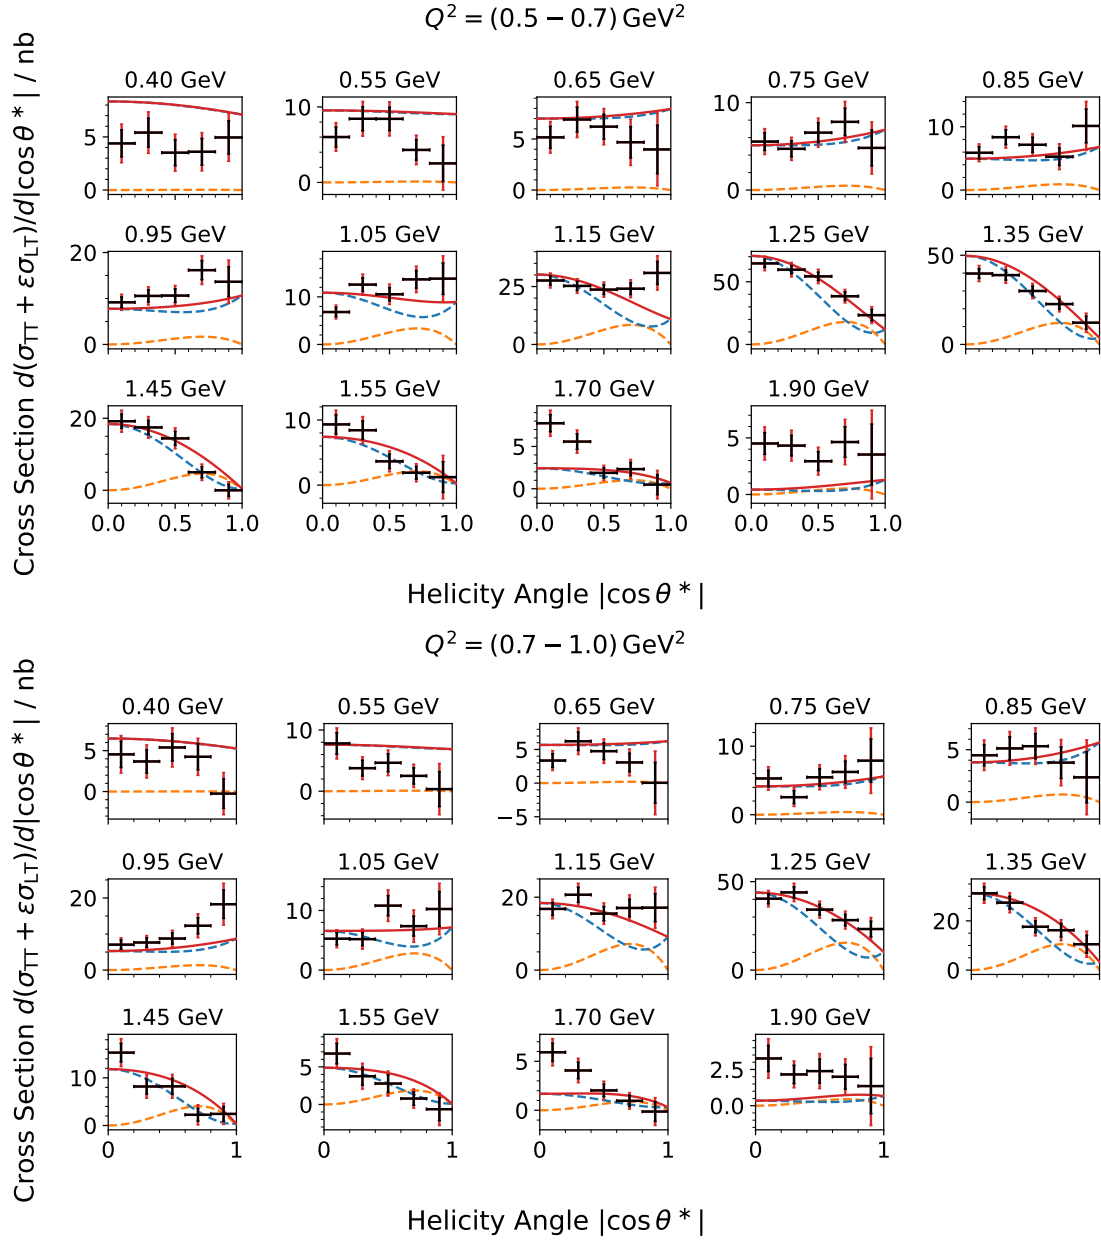 Q² = (0.5 − 0.7) GeV²
Cross Section d(σTT + εσLT)/d|cos θ*| / nb
0.40 GeV 0.55 GeV 0.65 GeV 0.75 GeV 0.85 GeV
5 0
10 5 0
5 0
10 5 0
10 0
0.95 GeV 1.05 GeV 1.15 GeV 1.25 GeV 1.35 GeV
20 0
10 0
25 0
50 0
50 0
1.45 GeV 1.55 GeV 1.70 GeV 1.90 GeV
20 0
10 5 0
5 0
5 0
0.0 0.5 1.0 0.0 0.5 1.0 0.0 0.5 1.0 0.0 0.5 1.0
Helicity Angle |cos θ*|
Q² = (0.7 − 1.0) GeV²
Cross Section d(σTT + εσLT)/d|cos θ*| / nb
0.40 GeV 0.55 GeV 0.65 GeV 0.75 GeV 0.85 GeV
5 0
10 0
5 0 −5
10 0
5 0
0.95 GeV 1.05 GeV 1.15 GeV 1.25 GeV 1.35 GeV
20 0
10 0
20 0
50 0
20 0
1.45 GeV 1.55 GeV 1.70 GeV 1.90 GeV
10 0
5 0
5 0
2.5 0.0
0 1 0 1 0 1 0 1
Helicity Angle |cos θ*|